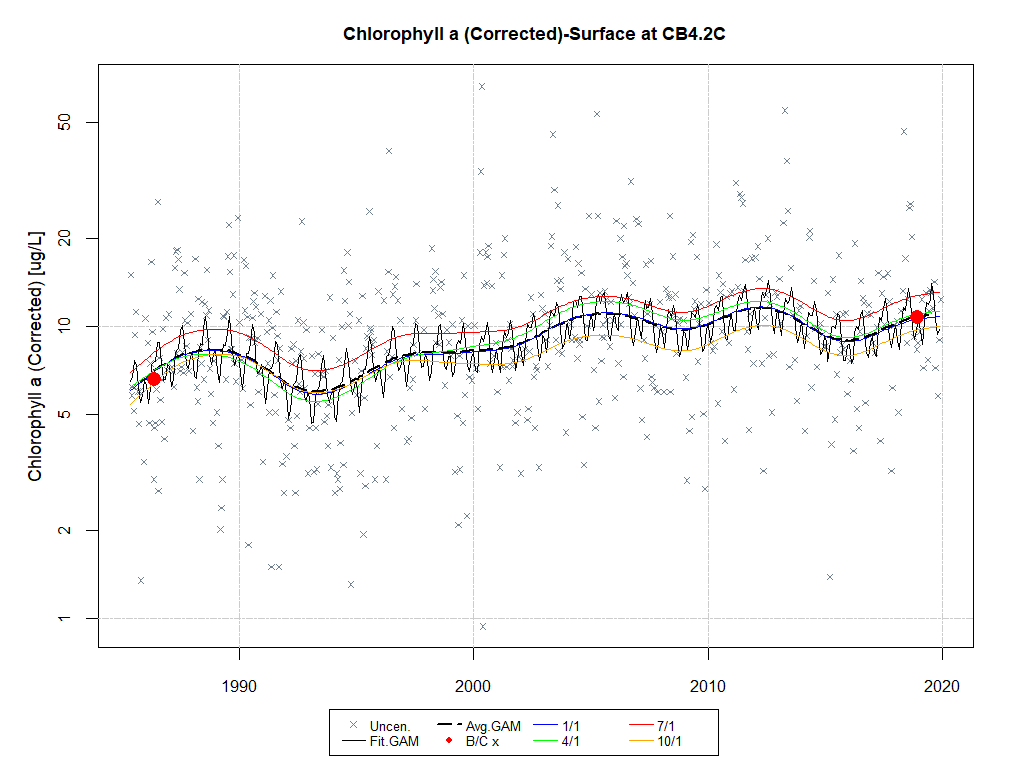 Chlorophyll a (Corrected)-Surface at CB4.2C
Chlorophyll a (Corrected) [ug/L]
50
20
10
5
2
1
1990 2000 2010 2020
Uncen. Avg.GAM 1/1 7/1
Fit.GAM B/C x 4/1 10/1